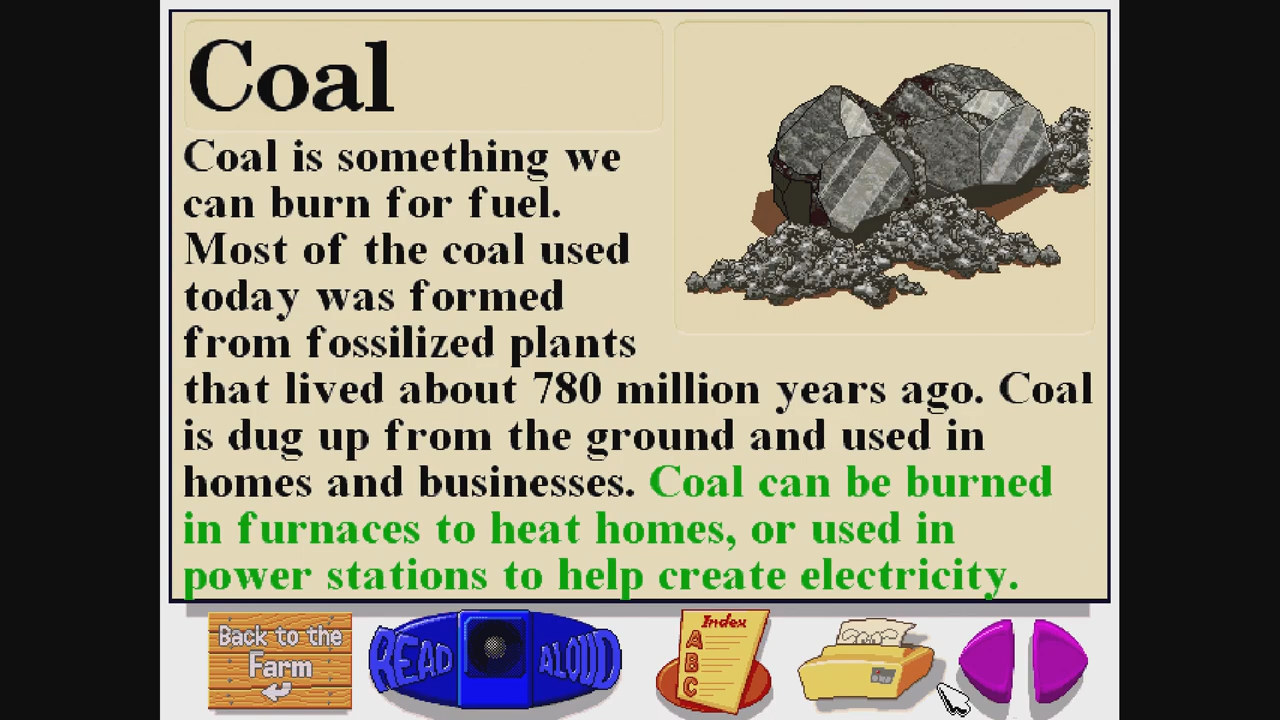 Coal
Coal is something we
can burn for fuel.
Most of the coal used
today was formed
from fossilized plants
that lived about 780 million years ago. Coal
is dug up from the ground and used in
homes and businesses. Coal can be burned
in furnaces to heat homes, or used in
power stations to help create electricity.
Back to the
Farm
READ ALOUD
Index
A
B
C